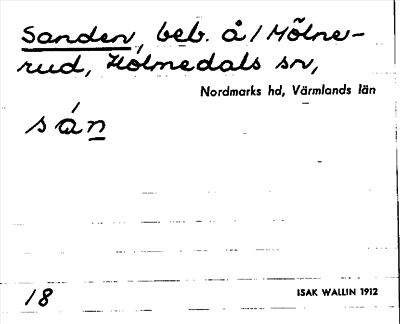 Sanden, beb. å / Mölne-
rud, Holmedals sn,
Nordmarks hd, Värmlands län
sán
18
ISAK WALLIN 1912